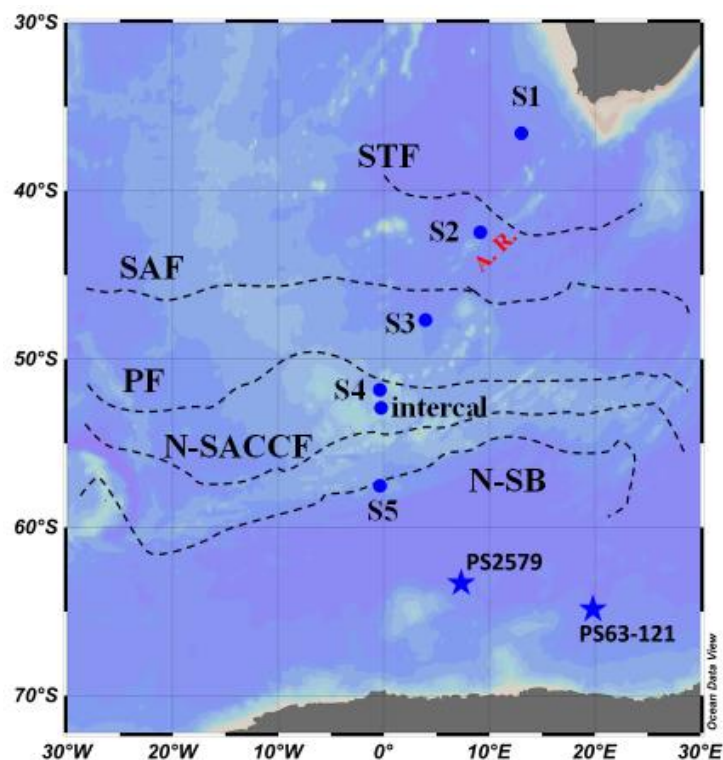 30°S
S1
STF
40°S
S2
A. R.
SAF
S3
50°S
PF
S4
intercal
N-SACCF
N-SB
S5
60°S
PS2579
PS63-121
70°S
30°W 20°W 10°W 0° 10°E 20°E 30°E
Ocean Data View